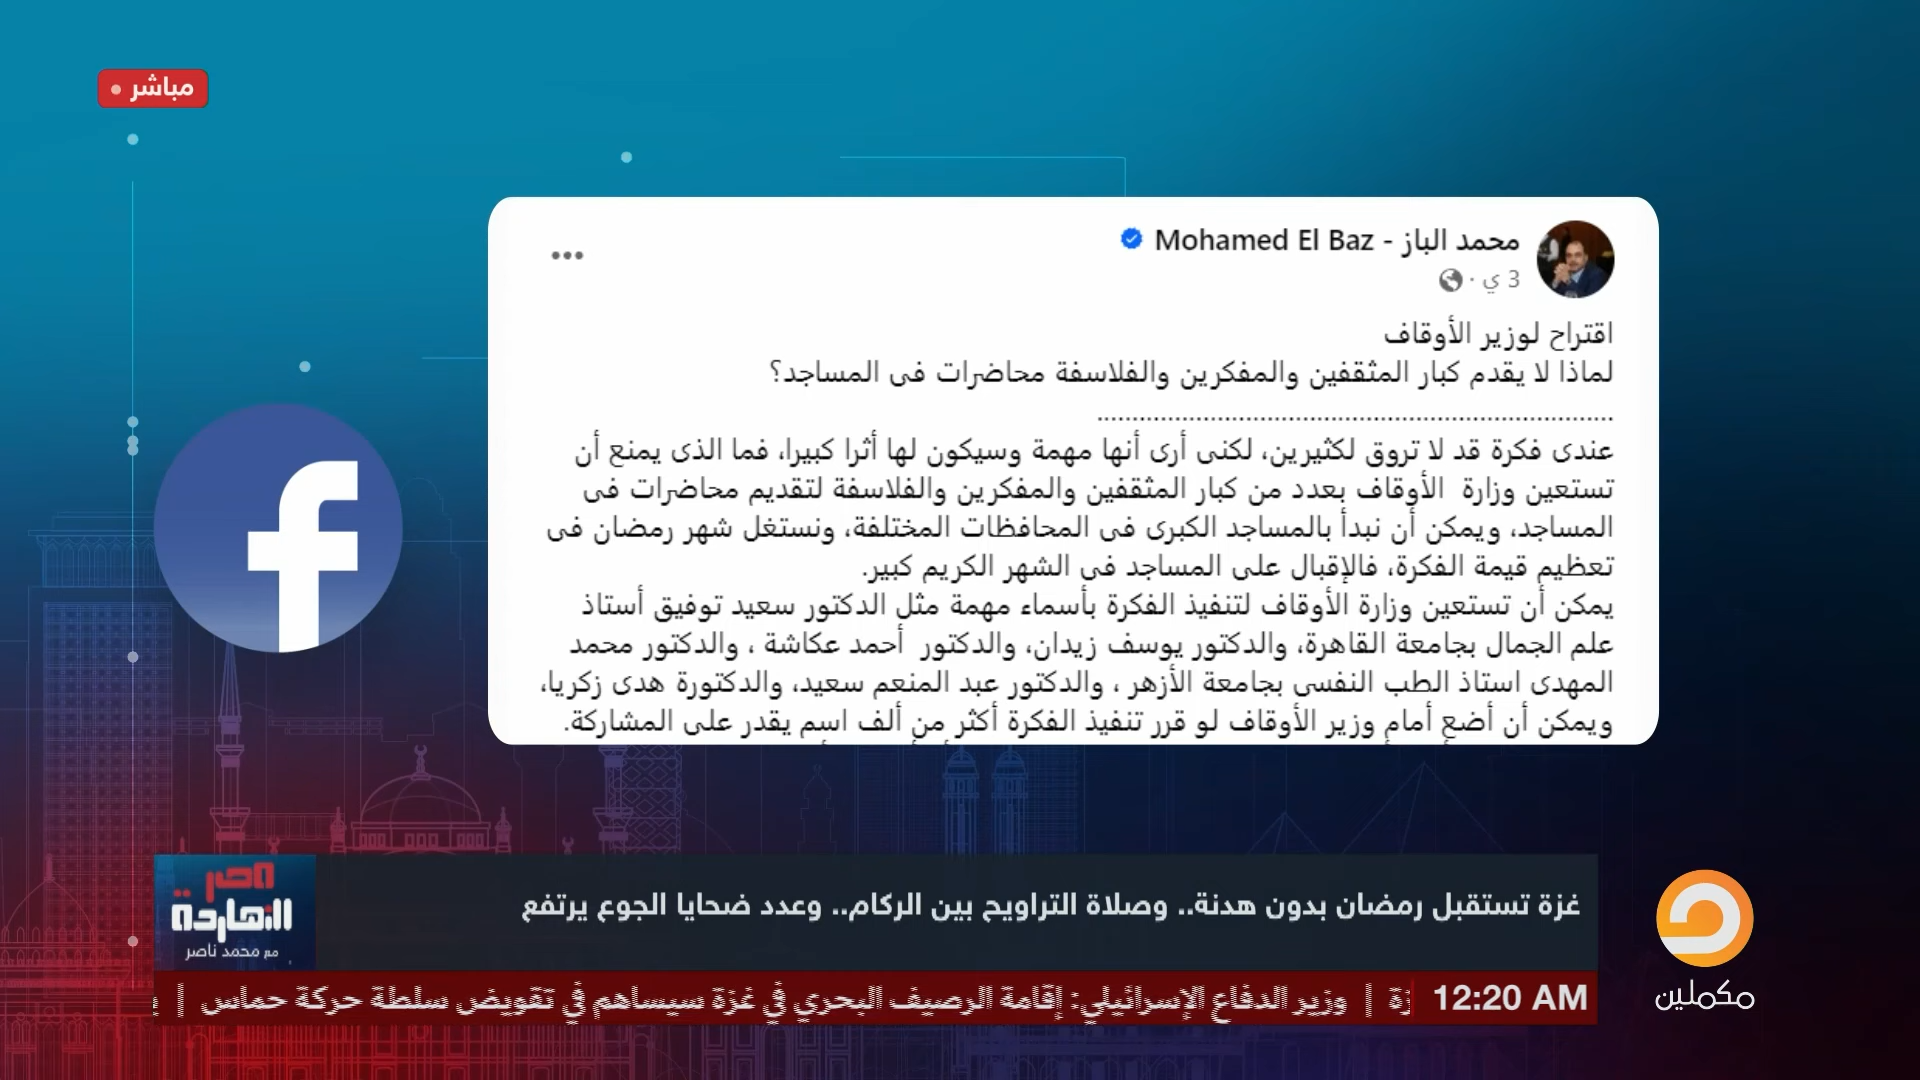 مباشر
محمد الباز - Mohamed El Baz
3 ي
اقتراح لوزير الأوقاف
لماذا لا يقدم كبار المثقفين والمفكرين والفلاسفة محاضرات فى المساجد؟
......................................................................
عندى فكرة قد لا تروق لكثيرين، لكنى أرى أنها مهمة وسيكون لها أثرا كبيرا، فما الذى يمنع أن
تستعين وزارة الأوقاف بعدد من كبار المثقفين والمفكرين والفلاسفة لتقديم محاضرات فى
المساجد، ويمكن أن نبدأ بالمساجد الكبرى فى المحافظات المختلفة، ونستغل شهر رمضان فى
تعظيم قيمة الفكرة، فالإقبال على المساجد فى الشهر الكريم كبير.
يمكن أن تستعين وزارة الأوقاف لتنفيذ الفكرة بأسماء مهمة مثل الدكتور سعيد توفيق أستاذ
علم الجمال بجامعة القاهرة، والدكتور يوسف زيدان، والدكتور أحمد عكاشة ، والدكتور محمد
المهدى استاذ الطب النفسى بجامعة الأزهر ، والدكتور عبد المنعم سعيد، والدكتورة هدى زكريا،
ويمكن أن أضع أمام وزير الأوقاف لو قرر تنفيذ الفكرة أكثر من ألف اسم يقدر على المشاركة.
غزة تستقبل رمضان بدون هدنة.. وصلاة التراويح بين الركام.. وعدد ضحايا الجوع يرتفع
مصر
النهاردة
مع محمد ناصر
12:20 AM
زة | وزير الدفاع الإسرائيلي: إقامة الرصيف البحري في غزة سيساهم في تقويض سلطة حركة حماس |
مكملين